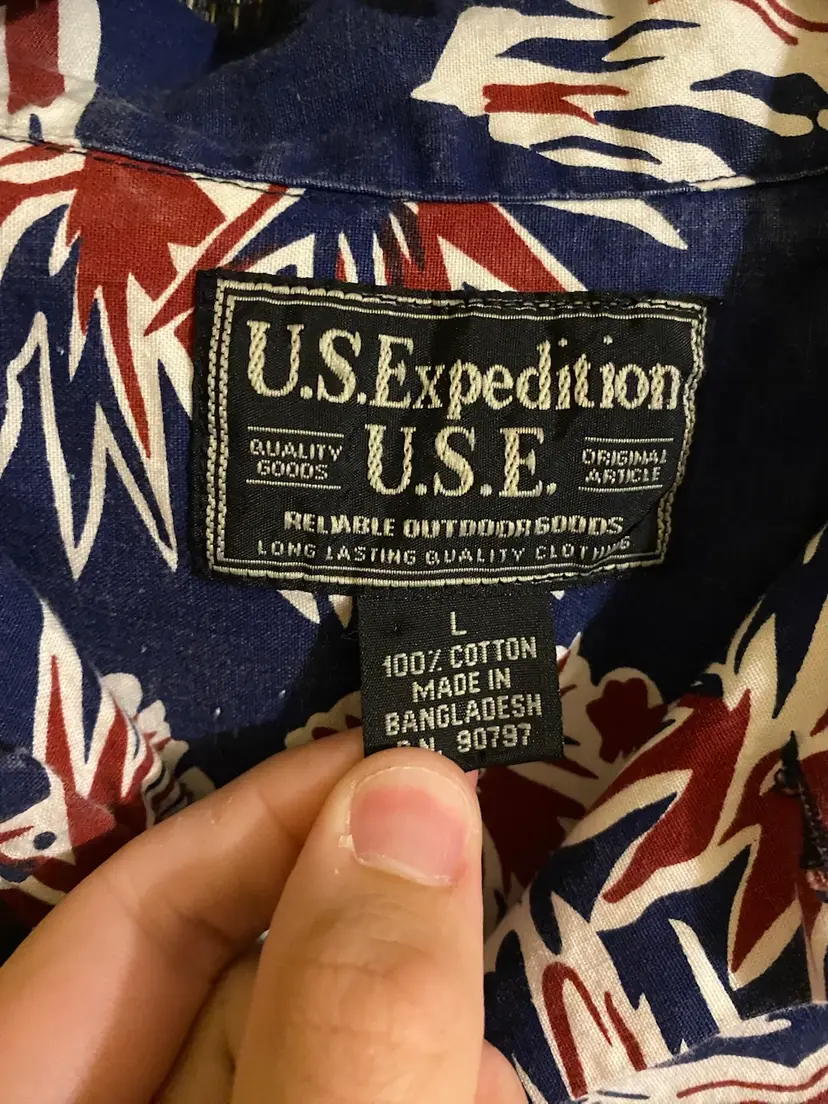 U.S.Expedition
U.S.E.
QUALITY
GOODS
ORIGINAL
ARTICLE
RELIABLE OUTDOOR GOODS
LONG LASTING QUALITY CLOTHING
L
100% COTTON
MADE IN
BANGLADESH
90797